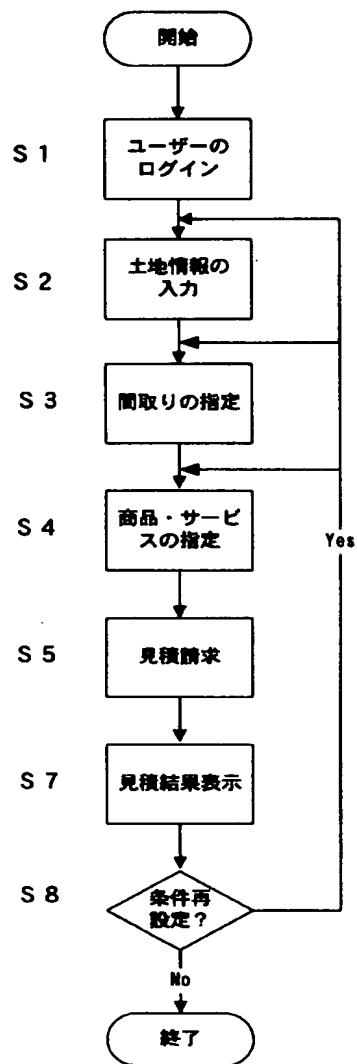 開始
S 1
ユーザーの
ログイン
S 2
土地情報の
入力
S 3
間取りの指定
S 4
商品・サービ
スの指定
Yes
S 5
見積請求
S 7
見積結果表示
S 8
条件再
設定？
No
終了